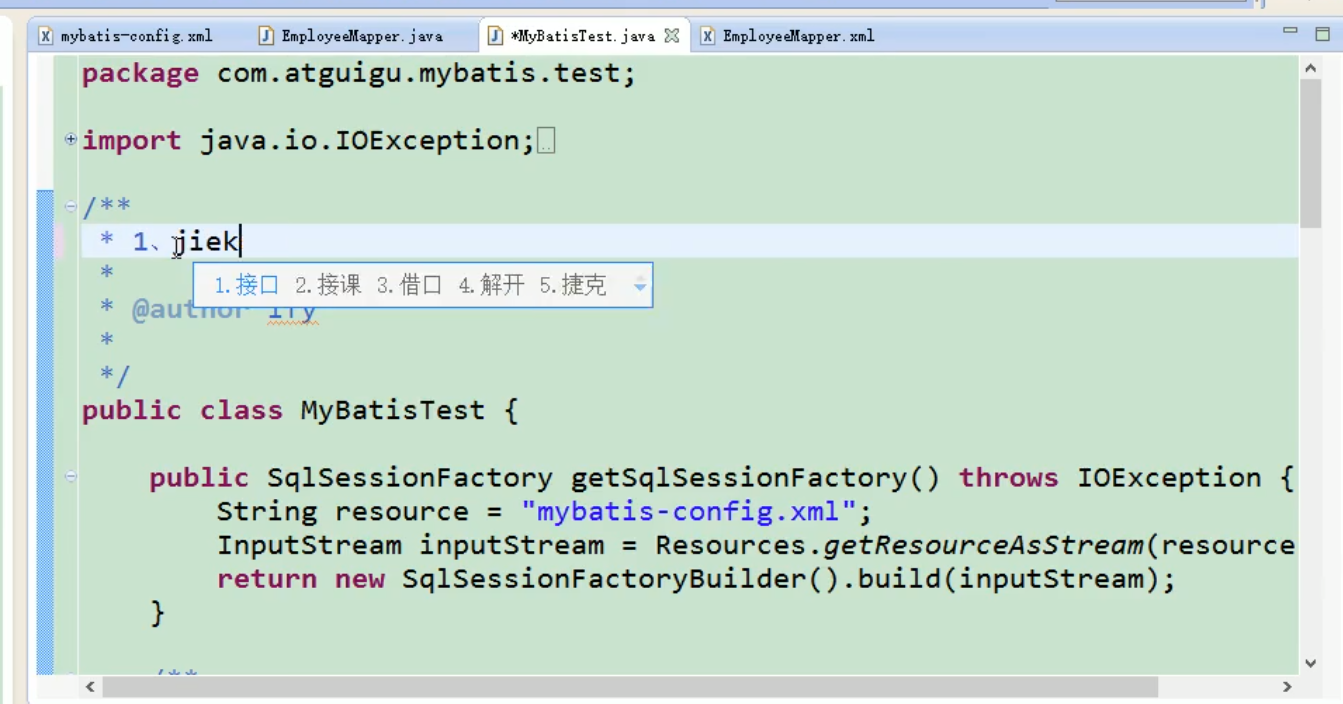 mybatis-config.xml EmployeeMapper.java *MyBatisTest.java EmployeeMapper.xml
package com.atguigu.mybatis.test;
import java.io.IOException;
/**
* 1、jiek
*
1.接口 2.接课 3.借口 4.解开 5.捷克
* @author lfy
*
*/
public class MyBatisTest {
public SqlSessionFactory getSqlSessionFactory() throws IOException {
String resource = "mybatis-config.xml";
InputStream inputStream = Resources.getResourceAsStream(resource
return new SqlSessionFactoryBuilder().build(inputStream);
}
/**